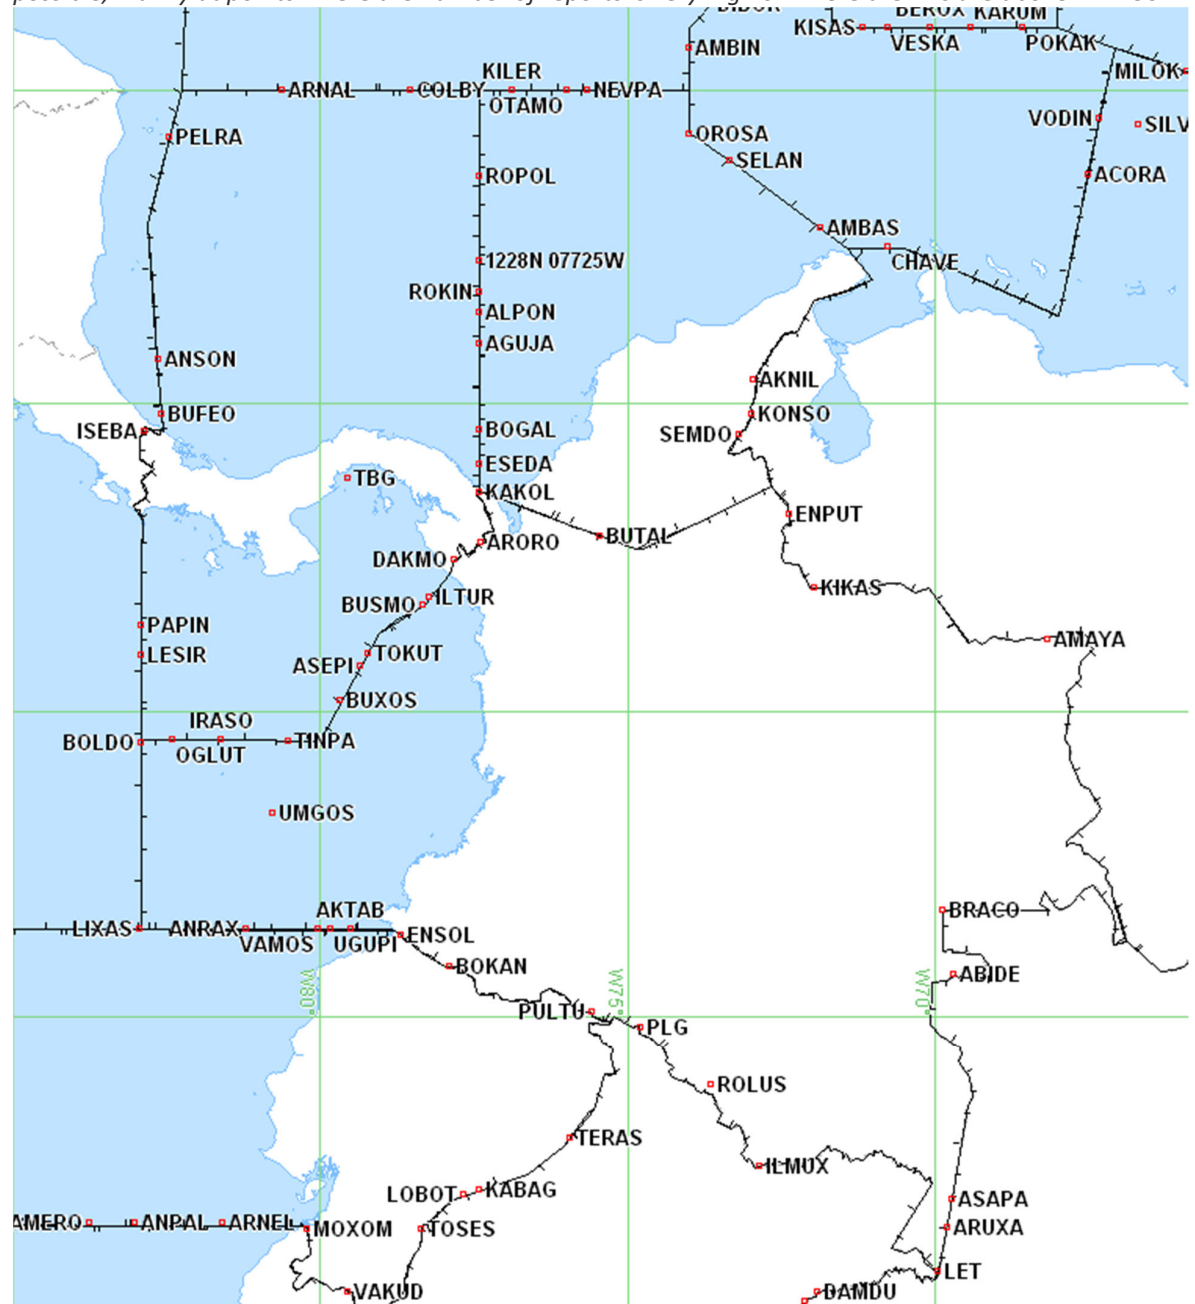 BIDOR
BEROX KARUM
KISAS
VESKA
POKAK
AMBIN
KILER
MILOK
ARNAL
COLBY
NEVPA
OTAMO
VODIN
SILV
PELRA
OROSA
SELAN
ROPOL
ACORA
AMBAS
1228N 07725W
CHAVE
ROKIN
ALPON
AGUJA
ANSON
AKNIL
BUFEO
KONSO
ISEBA
BOGAL
SEMDO
ESEDA
TBG
KAKOL
ENPUT
BUTAL
ARORO
DAKMO
KIKAS
ILTUR
BUSMO
PAPIN
AMAYA
LESIR
TOKUT
ASEPI
BUXOS
IRASO
BOLDO
TINPA
OGLUT
UMGOS
AKTAB
BRACO
LIXAS
ANRAX
VAMOS
UGUPI
ENSOL
BOKAN
ABIDE
W80°
W75°
W70°
PULTU
PLG
ROLUS
TERAS
ILMUX
LOBOT
KABAG
ASAPA
AMERO
ANPAL
ARNEL
MOXOM
TOSES
ARUXA
LET
VAKUD
DAMDU